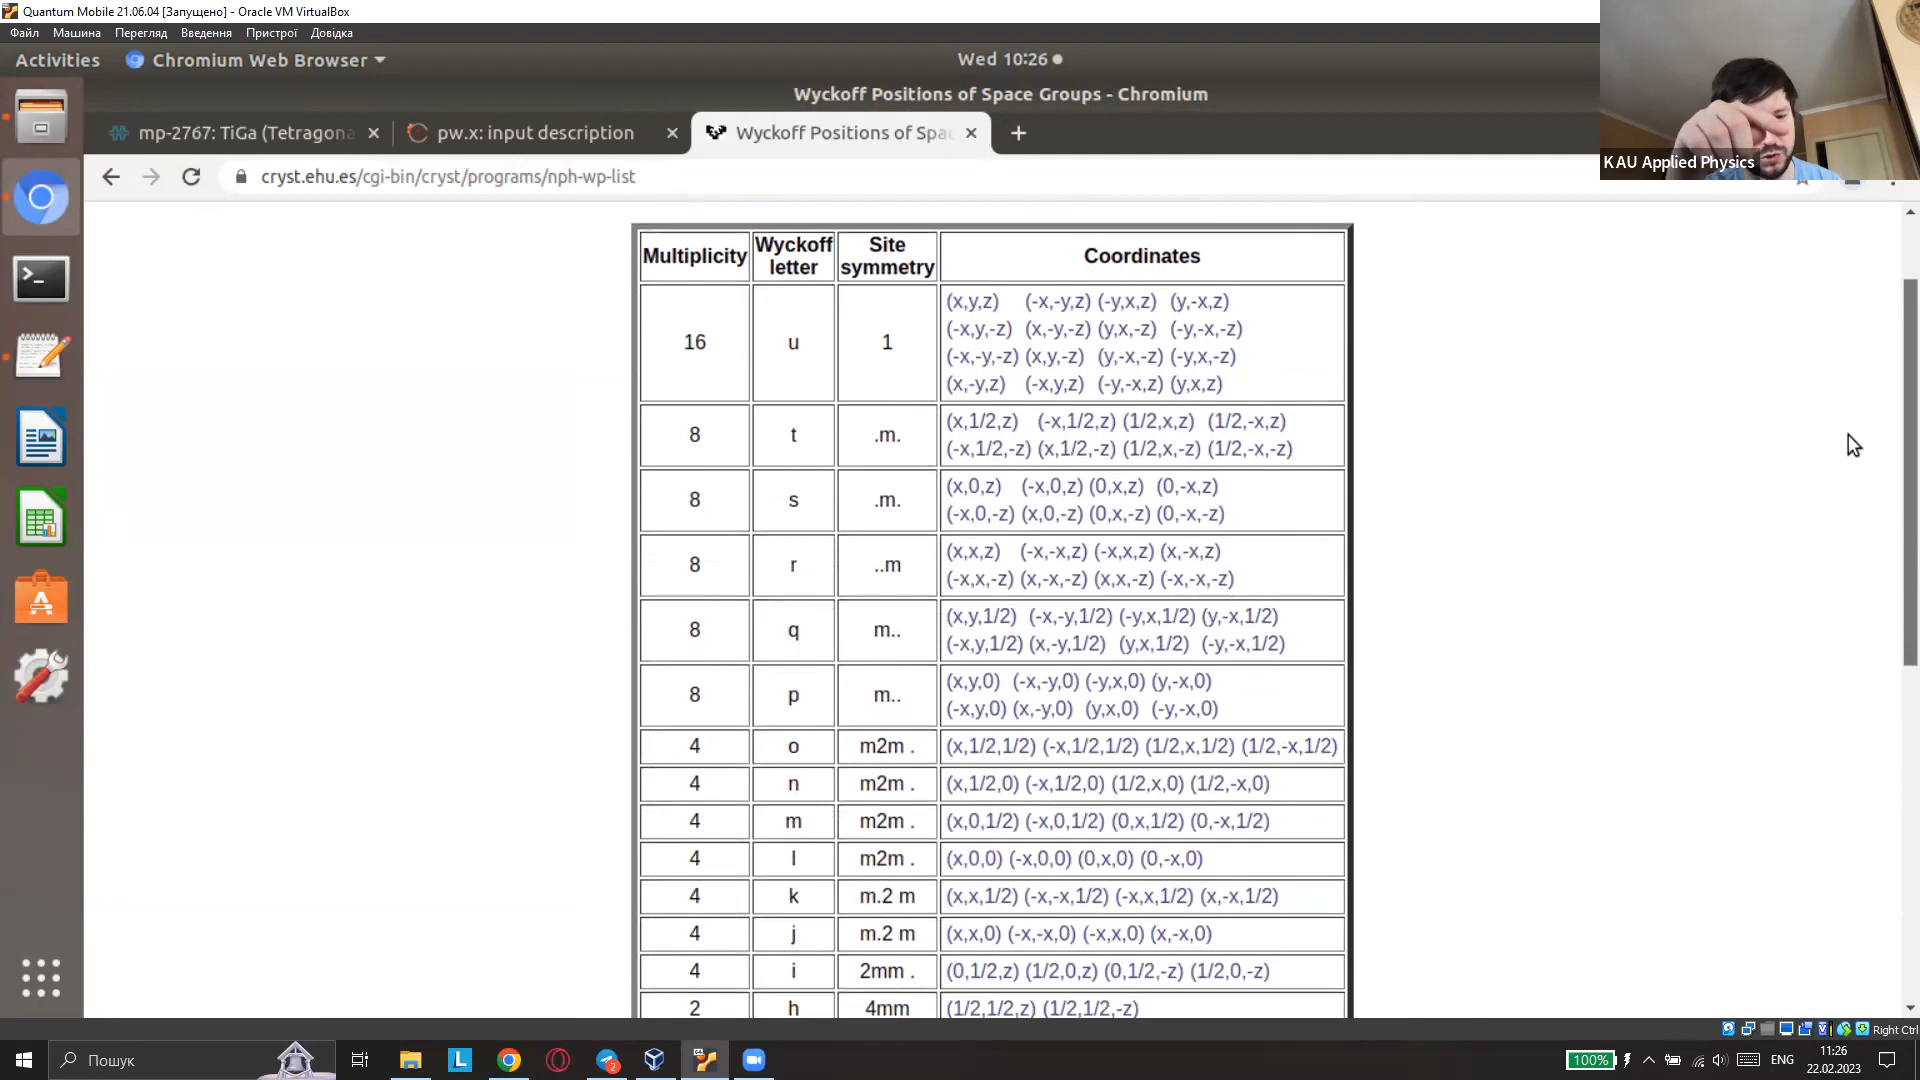 Quantum Mobile 21.06.04 [Запущено] - Oracle VM VirtualBox
Файл Машина Перегляд Введення Пристрої Довідка
Activities Chromium Web Browser Wed 10:26
Wyckoff Positions of Space Groups - Chromium
mp-2767: TiGa (Tetragona pw.x: input description Wyckoff Positions of Spac
cryst.ehu.es/cgi-bin/cryst/programs/nph-wp-list
KAU Applied Physics
Multiplicity Wyckoff letter Site symmetry Coordinates
16 u 1 (x,y,z) (-x,-y,z) (-y,x,z) (y,-x,z)
(-x,y,-z) (x,-y,-z) (y,x,-z) (-y,-x,-z)
(-x,-y,-z) (x,y,-z) (y,-x,-z) (-y,x,-z)
(x,-y,z) (-x,y,z) (-y,-x,z) (y,x,z)
8 t .m. (x,1/2,z) (-x,1/2,z) (1/2,x,z) (1/2,-x,z)
(-x,1/2,-z) (x,1/2,-z) (1/2,x,-z) (1/2,-x,-z)
8 s .m. (x,0,z) (-x,0,z) (0,x,z) (0,-x,z)
(-x,0,-z) (x,0,-z) (0,x,-z) (0,-x,-z)
8 r ..m (x,x,z) (-x,-x,z) (-x,x,z) (x,-x,z)
(-x,x,-z) (x,-x,-z) (x,x,-z) (-x,-x,-z)
8 q m.. (x,y,1/2) (-x,-y,1/2) (-y,x,1/2) (y,-x,1/2)
(-x,y,1/2) (x,-y,1/2) (y,x,1/2) (-y,-x,1/2)
8 p m.. (x,y,0) (-x,-y,0) (-y,x,0) (y,-x,0)
(-x,y,0) (x,-y,0) (y,x,0) (-y,-x,0)
4 o m2m . (x,1/2,1/2) (-x,1/2,1/2) (1/2,x,1/2) (1/2,-x,1/2)
4 n m2m . (x,1/2,0) (-x,1/2,0) (1/2,x,0) (1/2,-x,0)
4 m m2m . (x,0,1/2) (-x,0,1/2) (0,x,1/2) (0,-x,1/2)
4 l m2m . (x,0,0) (-x,0,0) (0,x,0) (0,-x,0)
4 k m.2 m (x,x,1/2) (-x,-x,1/2) (-x,x,1/2) (x,-x,1/2)
4 j m.2 m (x,x,0) (-x,-x,0) (-x,x,0) (x,-x,0)
4 i 2mm . (0,1/2,z) (1/2,0,z) (0,1/2,-z) (1/2,0,-z)
2 h 4mm (1/2,1/2,z) (1/2,1/2,-z)
Right Ctrl
Пошук 2 100% ENG 11:26
22.02.2023